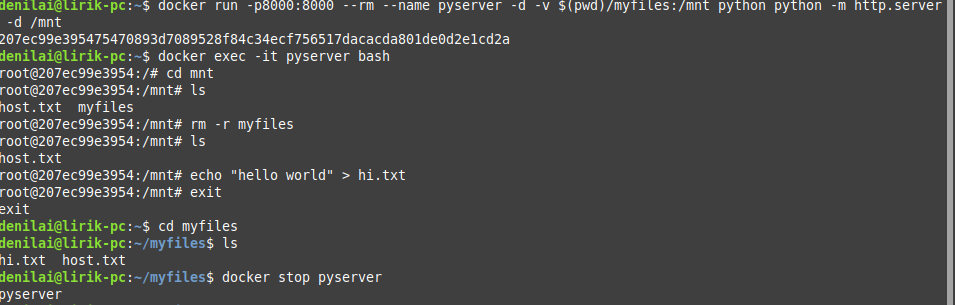 denilai@lirik-pc:~$ docker run -p8000:8000 --rm --name pyserver -d -v $(pwd)/myfiles:/mnt python python -m http.server
 -d /mnt
207ec99e395475470893d7089528f84c34ecf756517dacacda801de0d2e1cd2a
denilai@lirik-pc:~$ docker exec -it pyserver bash
root@207ec99e3954:/# cd mnt
root@207ec99e3954:/mnt# ls
host.txt  myfiles
root@207ec99e3954:/mnt# rm -r myfiles
root@207ec99e3954:/mnt# ls
host.txt
root@207ec99e3954:/mnt# echo "hello world" > hi.txt
root@207ec99e3954:/mnt# exit
exit
denilai@lirik-pc:~$ cd myfiles
denilai@lirik-pc:~/myfiles$ ls
hi.txt  host.txt
denilai@lirik-pc:~/myfiles$ docker stop pyserver
pyserver